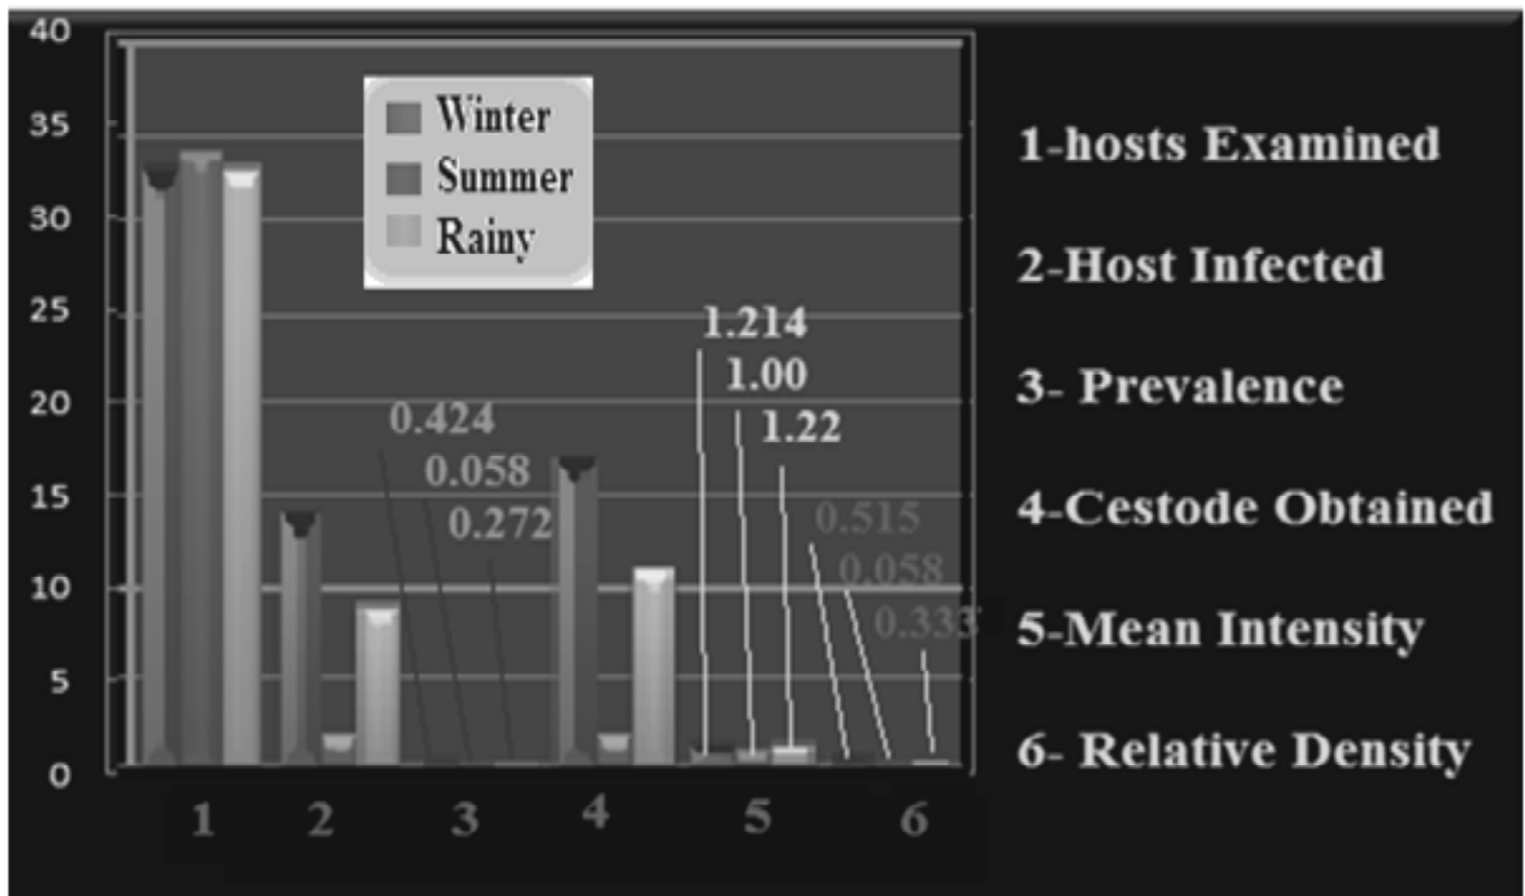 40
35
30
25
20
15
10
5
0
Winter
Summer
Rainy
0.424
0.058
0.272
1.214
1.00
1.22
0.515
0.058
0.333
1
2
3
4
5
6
1-hosts Examined
2-Host Infected
3- Prevalence
4-Cestode Obtained
5-Mean Intensity
6- Relative Density